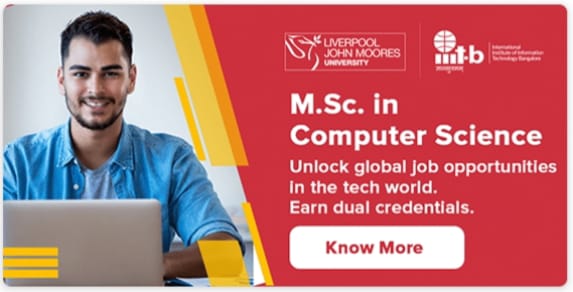 LIVERPOOL
JOHN MOORES
UNIVERSITY
iiit-b
International
Institute of Information
Technology Bangalore
M.Sc. in
Computer Science
Unlock global job opportunities
in the tech world.
Earn dual credentials.
Know More